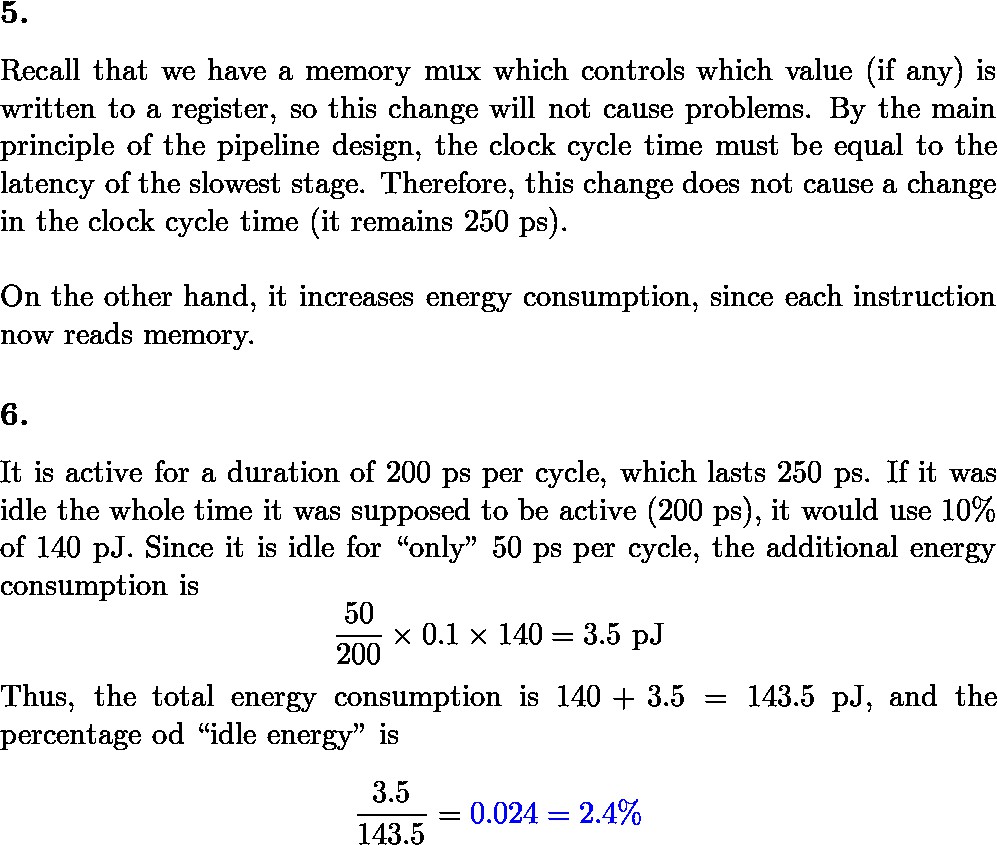 5.
Recall that we have a memory mux which controls which value (if any) is
written to a register, so this change will not cause problems. By the main
principle of the pipeline design, the clock cycle time must be equal to the
latency of the slowest stage. Therefore, this change does not cause a change
in the clock cycle time (it remains 250 ps).
On the other hand, it increases energy consumption, since each instruction
now reads memory.
6.
It is active for a duration of 200 ps per cycle, which lasts 250 ps. If it was
idle the whole time it was supposed to be active (200 ps), it would use 10%
of 140 pJ. Since it is idle for “only” 50 ps per cycle, the additional energy
consumption is
50/200 × 0.1 × 140 = 3.5 pJ
Thus, the total energy consumption is 140 + 3.5 = 143.5 pJ, and the
percentage od “idle energy” is
3.5/143.5 = 0.024 = 2.4%